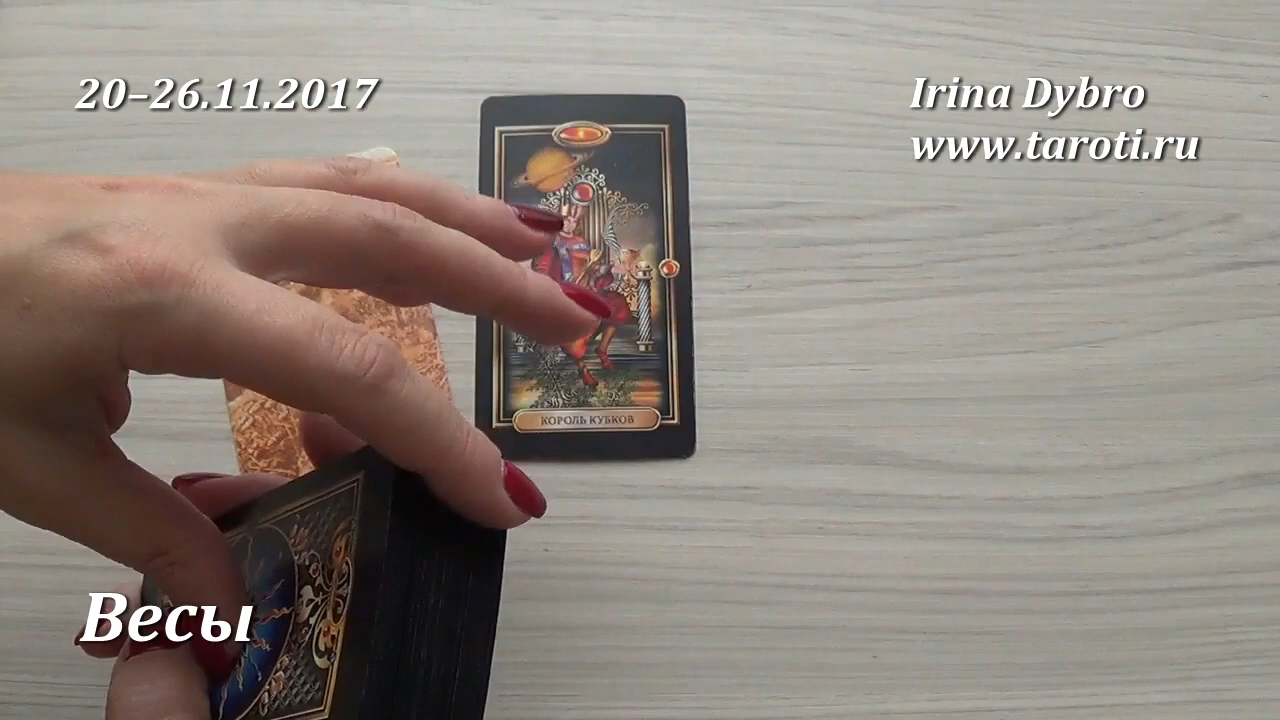 20–26.11.2017
Irina Dybro
www.taroti.ru
КОРОЛЬ КУБКОВ
Весы